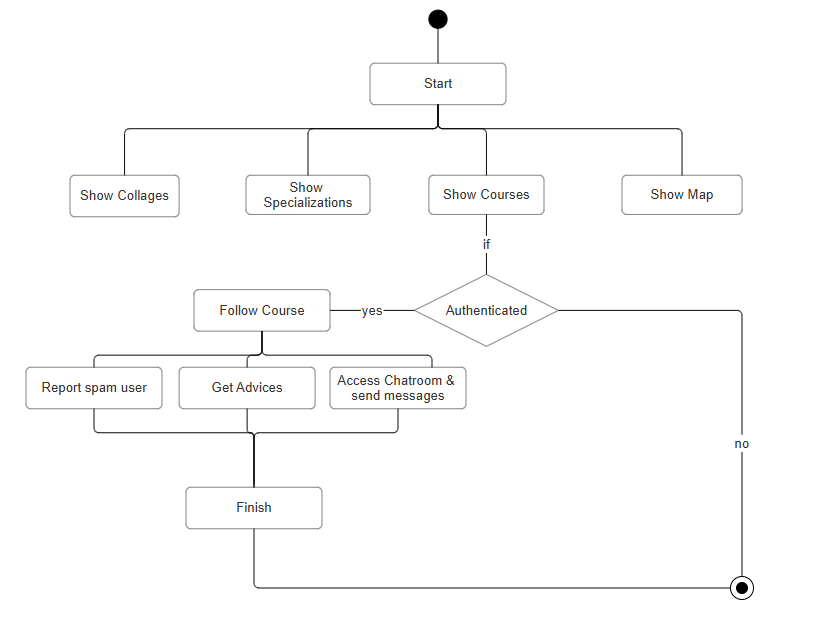 Start
Show Collages
Show
Specializations
Show Courses
Show Map
if
Follow Course
yes
Authenticated
Report spam user
Get Advices
Access Chatroom &
send messages
no
Finish